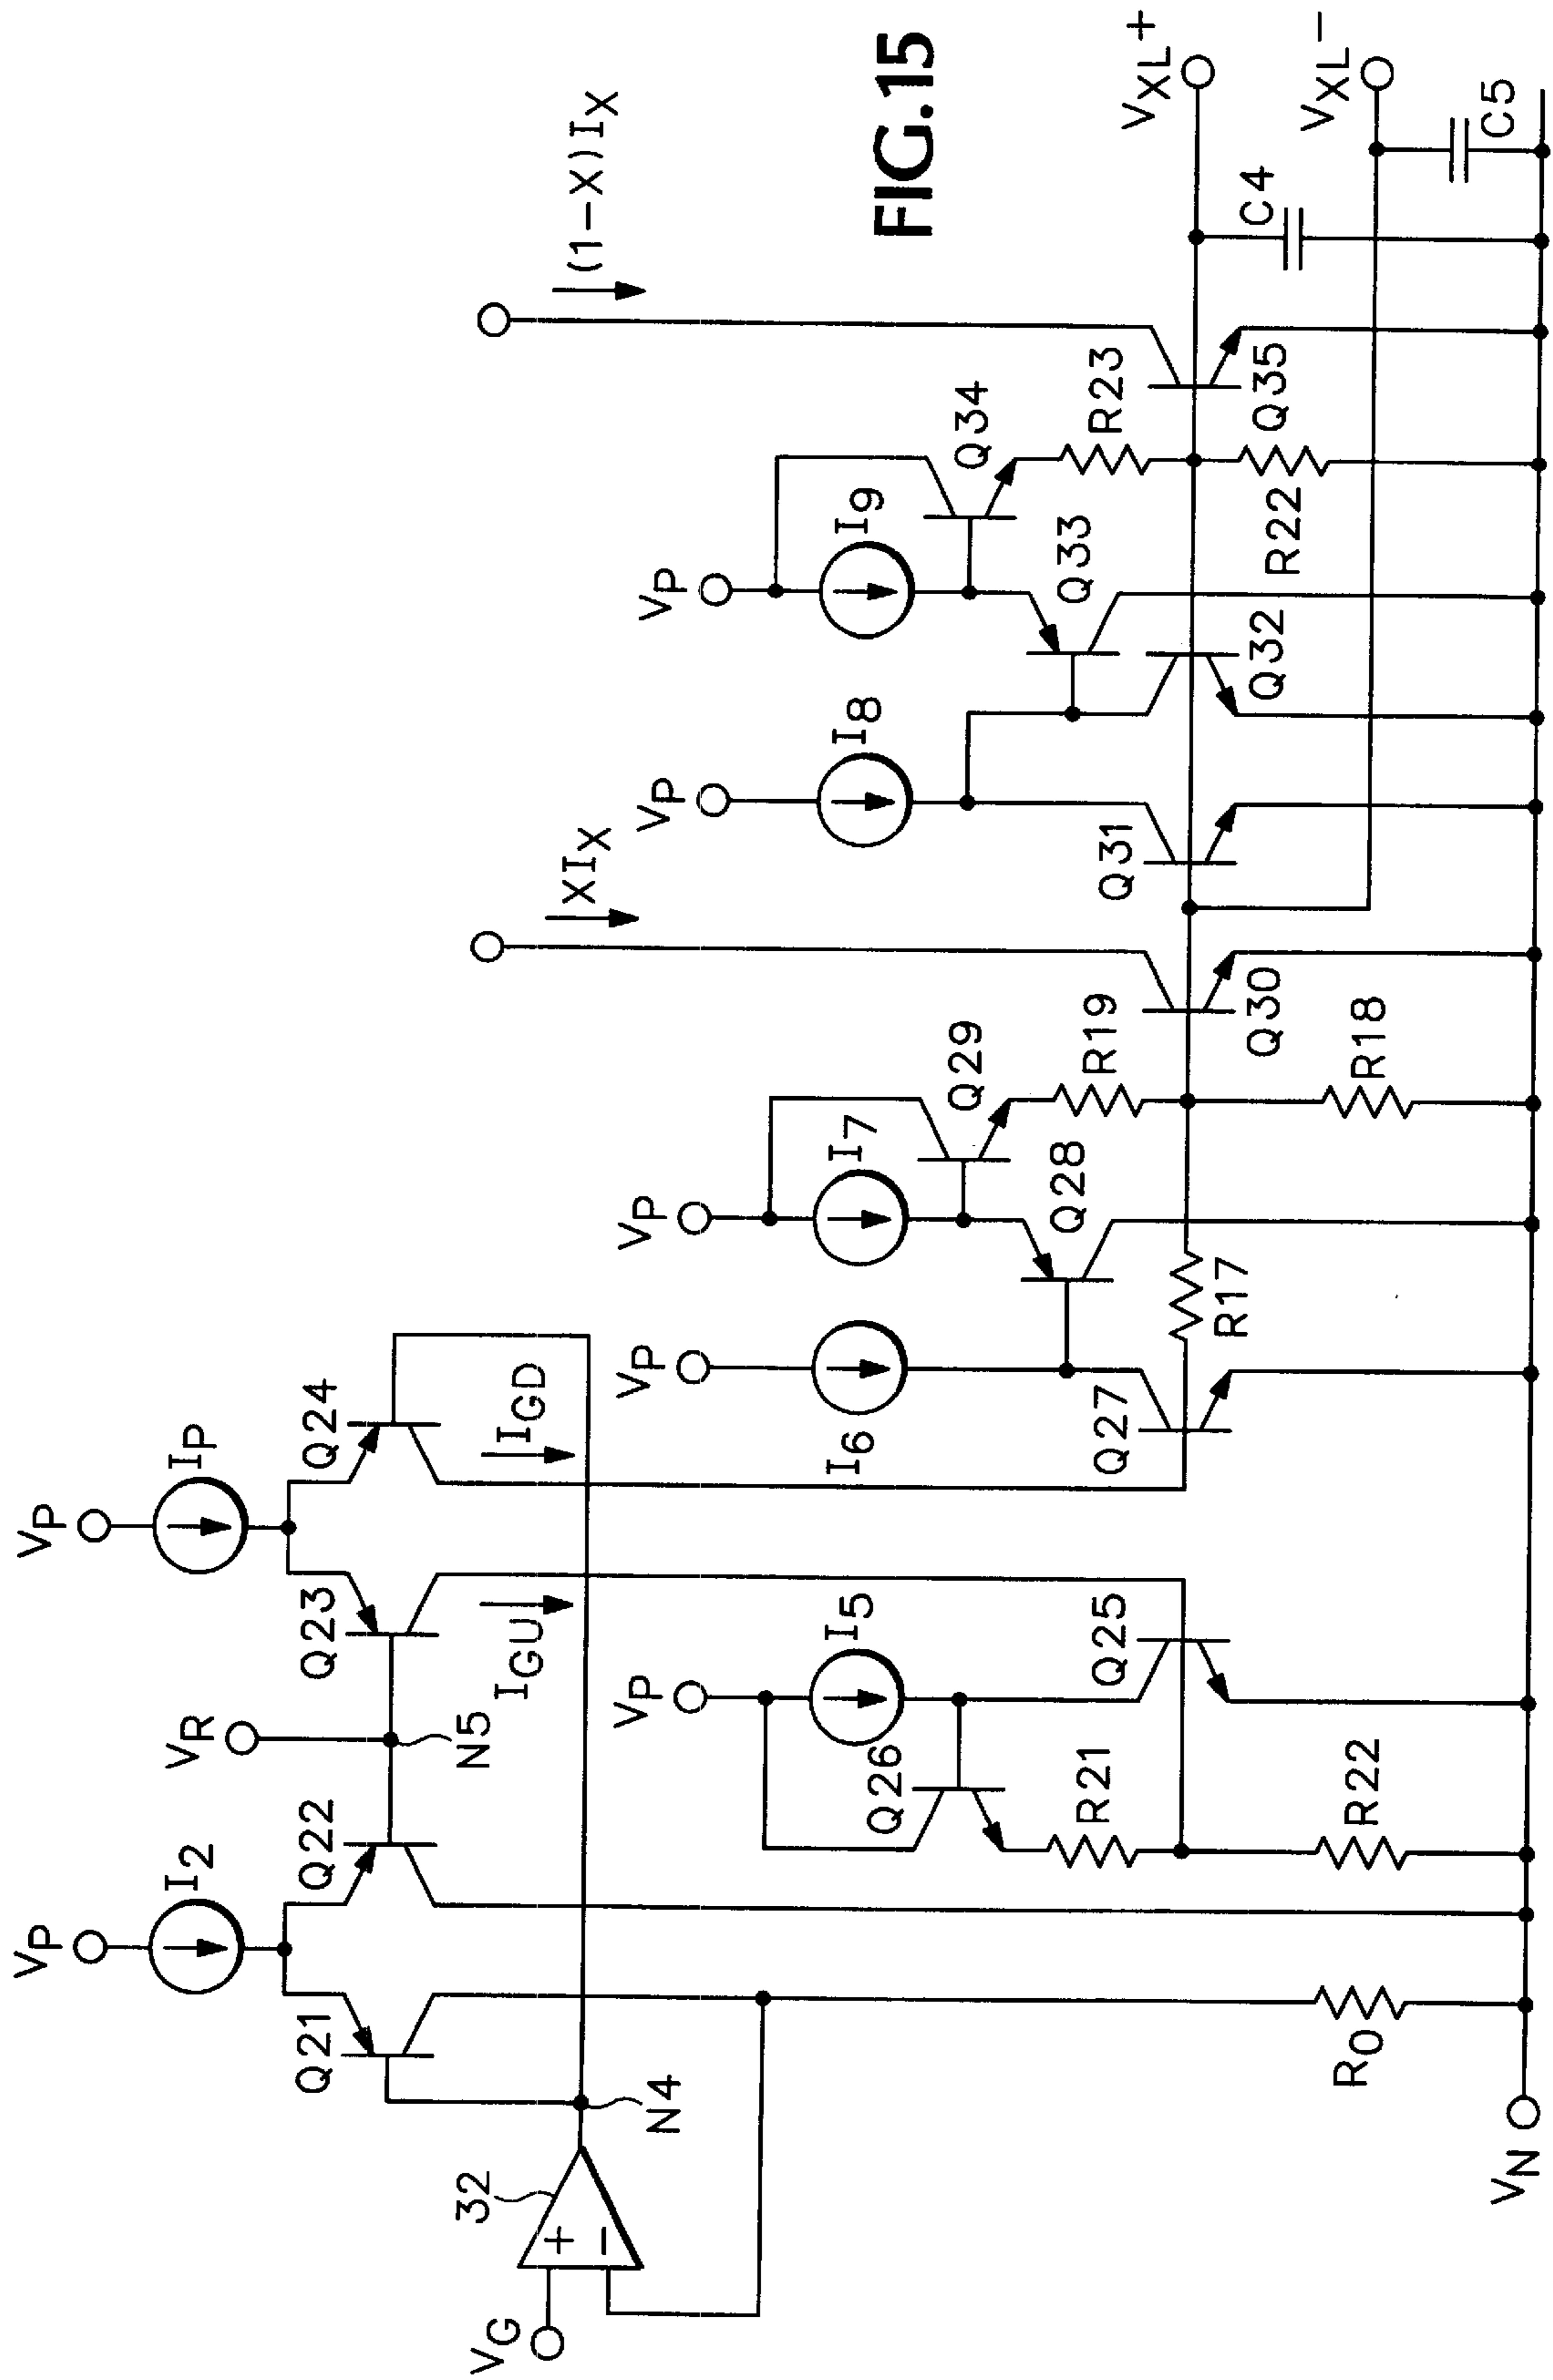 FIG.15
VP
I2
VP
IP
Q21
Q22
VR
N5
Q23
Q24
IGU
IGD
32
+
−
VG
N4
VP
Q26
I5
R21
Q25
R22
R0
VN
VP
I6
Q27
VP
I7
Q28
Q29
R19
R17
R18
XIX
Q30
VP
I8
Q31
Q32
VP
I9
Q33
Q34
R23
R22
(1−X)IX
Q35
C4
C5
VXL+
VXL−